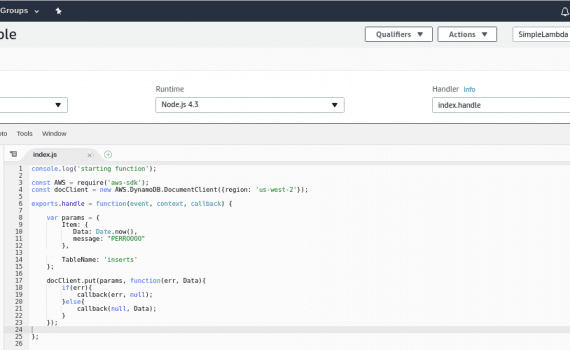 Groups
ole
Qualifiers Actions SimpleLambda
Runtime Handler Info
Node.js 4.3 index.handle
oto Tools Window
index.js
1 console.log('starting function');
2
3 const AWS = require('aws-sdk');
4 const docClient = new AWS.DynamoDB.DocumentClient({region: 'us-west-2'});
5
6 exports.handle = function(event, context, callback) {
7
8 var params = {
9 Item: {
10 Data: Date.now(),
11 message: "PERROOOO"
12 },
13
14 TableName: 'inserts'
15 };
16
17 docClient.put(params, function(err, Data){
18 if(err){
19 callback(err, null);
20 }else{
21 callback(null, Data);
22 }
23 });
24
25 };
26